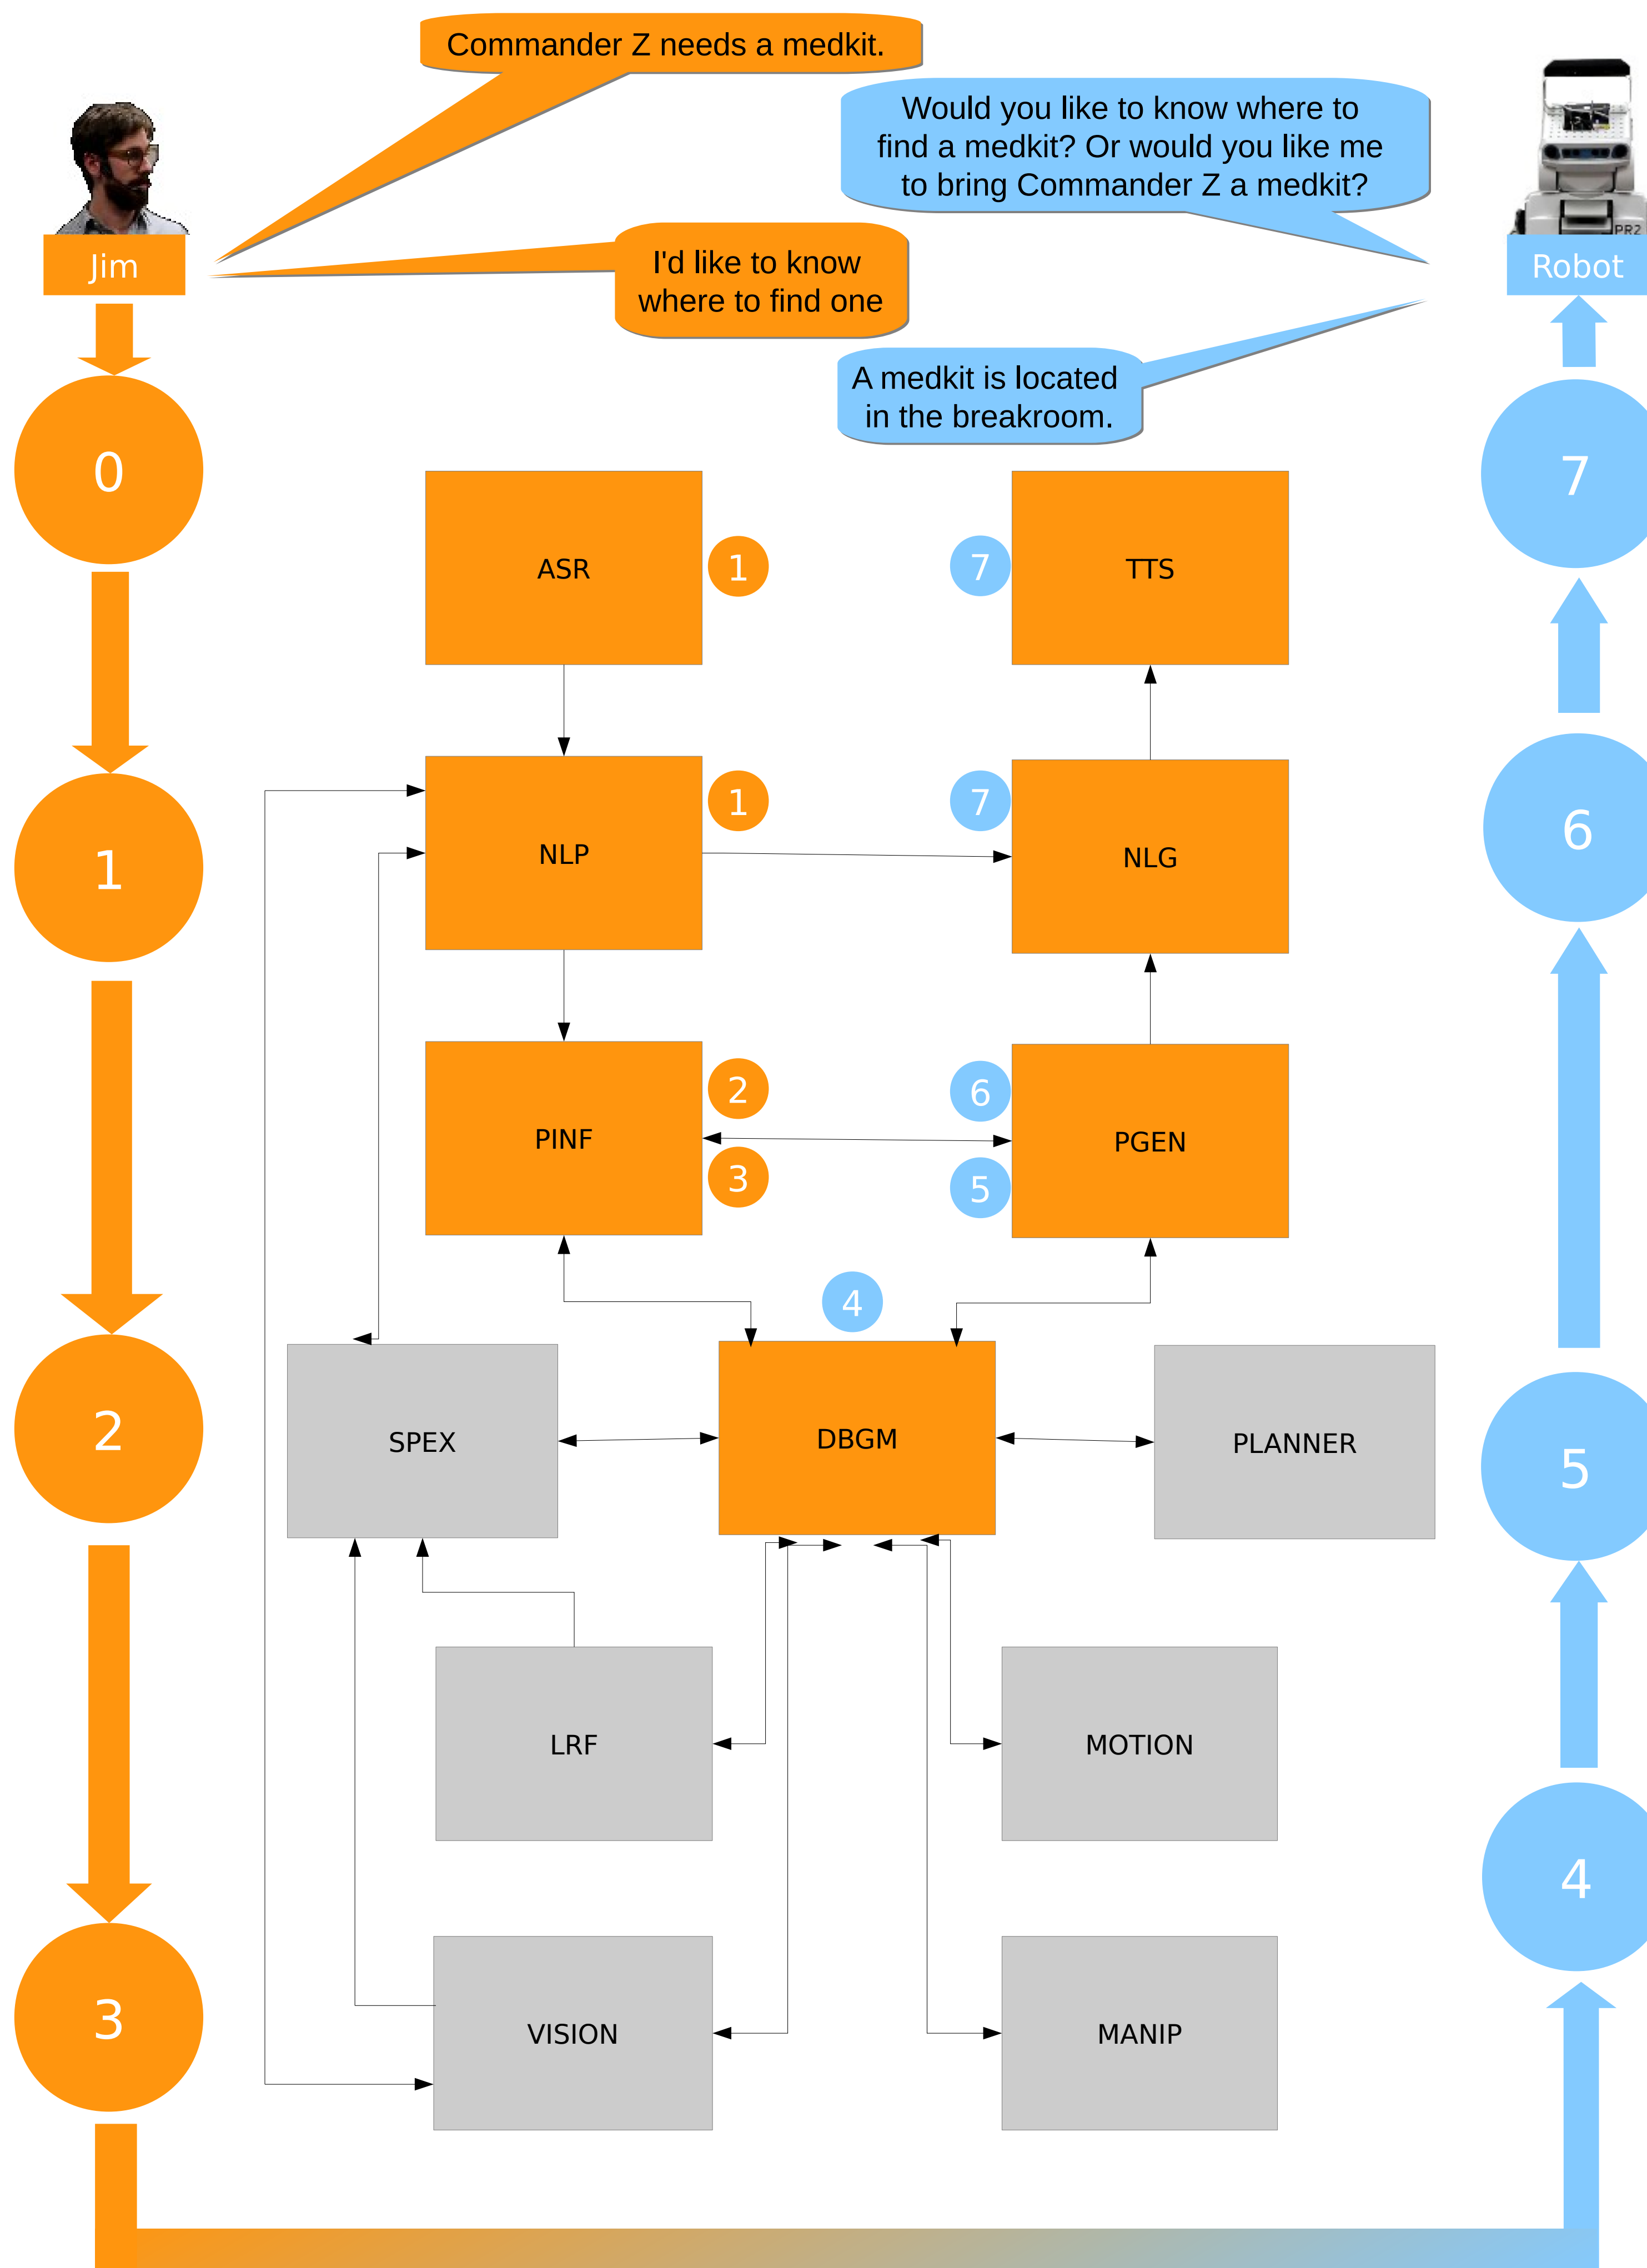 Commander Z needs a medkit.
Would you like to know where to
find a medkit? Or would you like me
to bring Commander Z a medkit?
PR2
Jim
I'd like to know
where to find one
Robot
A medkit is located
in the breakroom.
0
7
ASR
1
7
TTS
1
6
NLP
1
7
NLG
2
6
PINF
PGEN
3
5
4
2
5
SPEX
DBGM
PLANNER
LRF
MOTION
4
3
VISION
MANIP